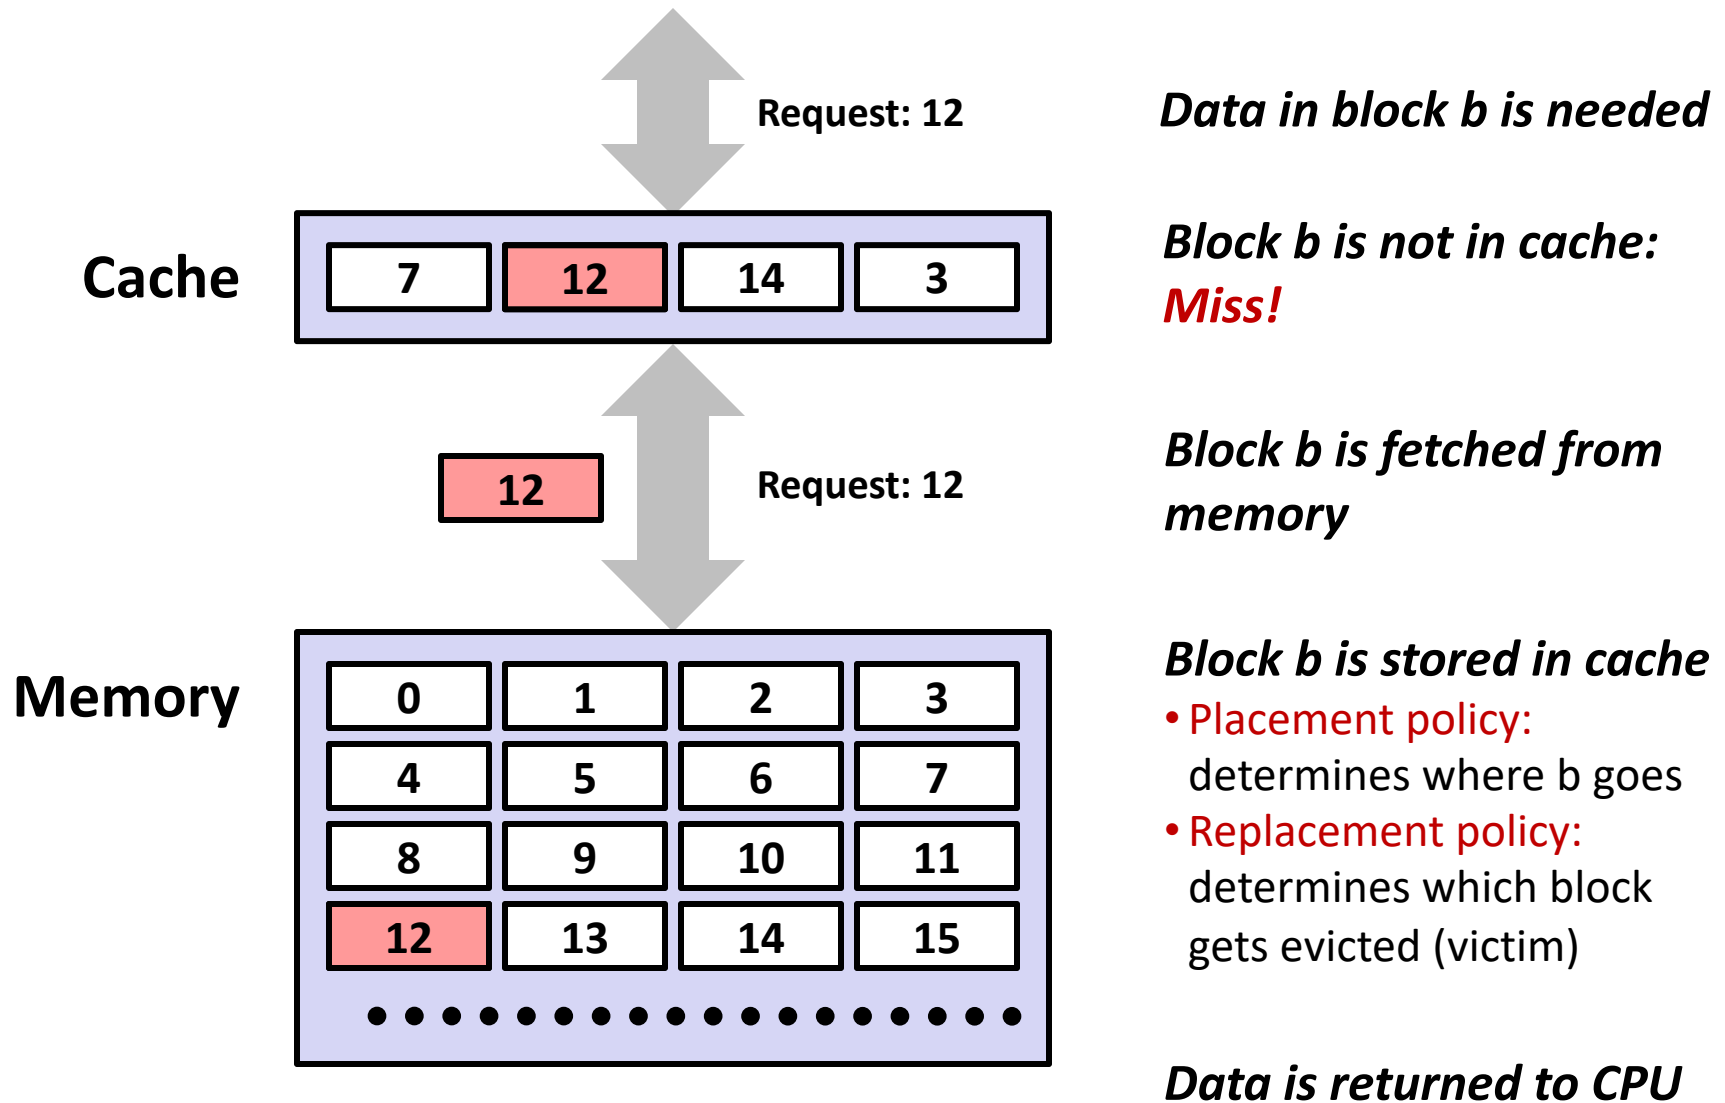 Request: 12
Data in block b is needed
Cache
7 12 14 3
Block b is not in cache:
Miss!
12
Request: 12
Block b is fetched from
memory
Memory
0 1 2 3
4 5 6 7
8 9 10 11
12 13 14 15
Block b is stored in cache
• Placement policy:
determines where b goes
• Replacement policy:
determines which block
gets evicted (victim)
Data is returned to CPU